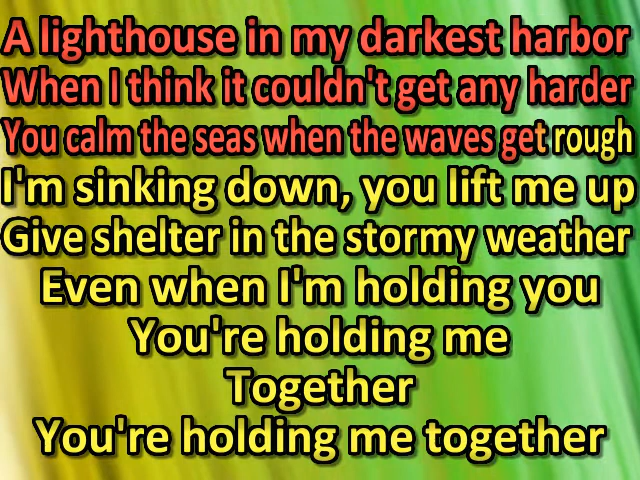 A lighthouse in my darkest harbor
When I think it couldn't get any harder
You calm the seas when the waves get rough
I'm sinking down, you lift me up
Give shelter in the stormy weather
Even when I'm holding you
You're holding me
Together
You're holding me together